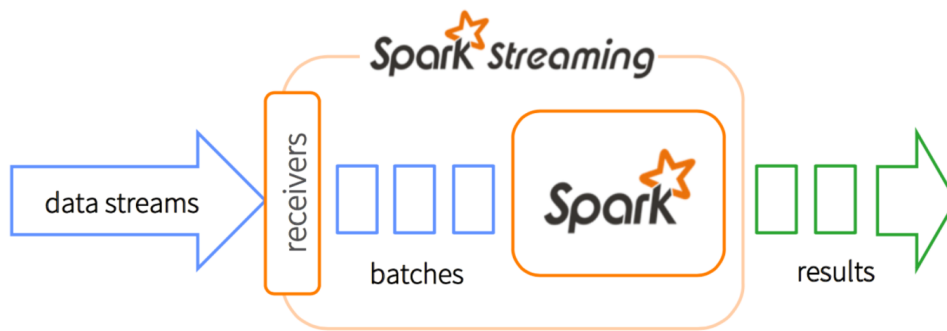 Spark Streaming
data streams
receivers
batches
Spark
results